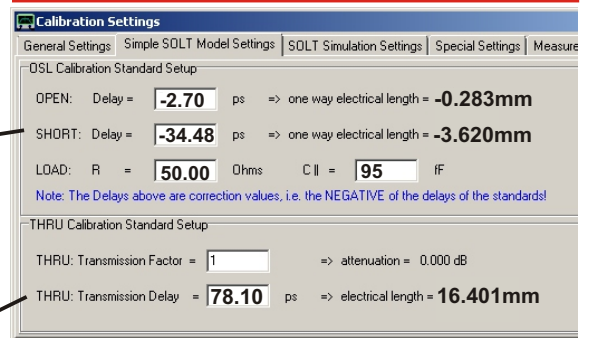 Calibration Settings
General Settings Simple SOLT Model Settings SOLT Simulation Settings Special Settings Measure
OSL Calibration Standard Setup
OPEN: Delay = -2.70 ps => one way electrical length = -0.283mm
SHORT: Delay = -34.48 ps => one way electrical length = -3.620mm
LOAD: R = 50.00 Ohms C || = 95 fF
Note: The Delays above are correction values, i.e. the NEGATIVE of the delays of the standards!
THRU Calibration Standard Setup
THRU: Transmission Factor = 1 => attenuation = 0.000 dB
THRU: Transmission Delay = 78.10 ps => electrical length = 16.401mm